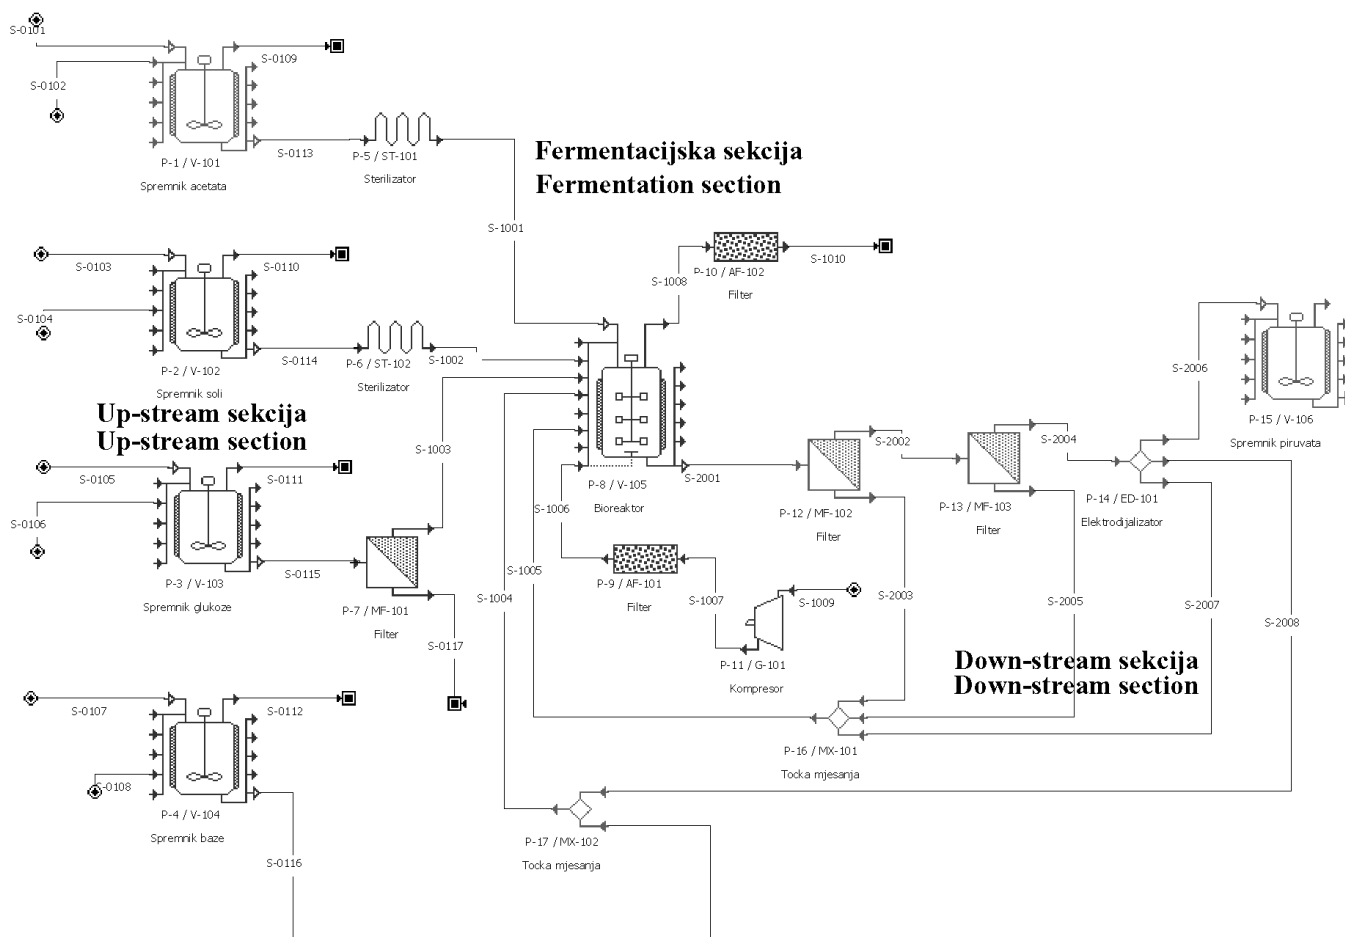 S-0101
S-0109
S-0102
S-0113
P-1 / V-101
Spremnik acetata
P-5 / ST-101
Sterilizator
Fermentacijska sekcija
Fermentation section
S-1001
S-0103
S-0110
S-0104
S-0114
P-2 / V-102
Spremnik soli
P-6 / ST-102
Sterilizator
S-1002
S-1008
P-10 / AF-102
Filter
S-1010
Up-stream sekcija
Up-stream section
S-1003
S-0105
S-0111
S-0106
S-0115
P-3 / V-103
Spremnik glukoze
P-7 / MF-101
Filter
S-0117
P-8 / V-105
Bioreaktor
S-2001
S-1006
P-9 / AF-101
Filter
S-1005
S-1004
S-1007
S-1009
P-11 / G-101
Kompresor
P-12 / MF-102
Filter
S-2002
S-2003
P-13 / MF-103
Filter
S-2004
S-2005
P-14 / ED-101
Elektrodijalizator
S-2006
P-15 / V-106
Spremnik piruvata
S-2007
S-2008
Down-stream sekcija
Down-stream section
S-0107
S-0112
S-0108
P-4 / V-104
Spremnik baze
S-0116
P-16 / MX-101
Tocka mjesanja
P-17 / MX-102
Tocka mjesanja